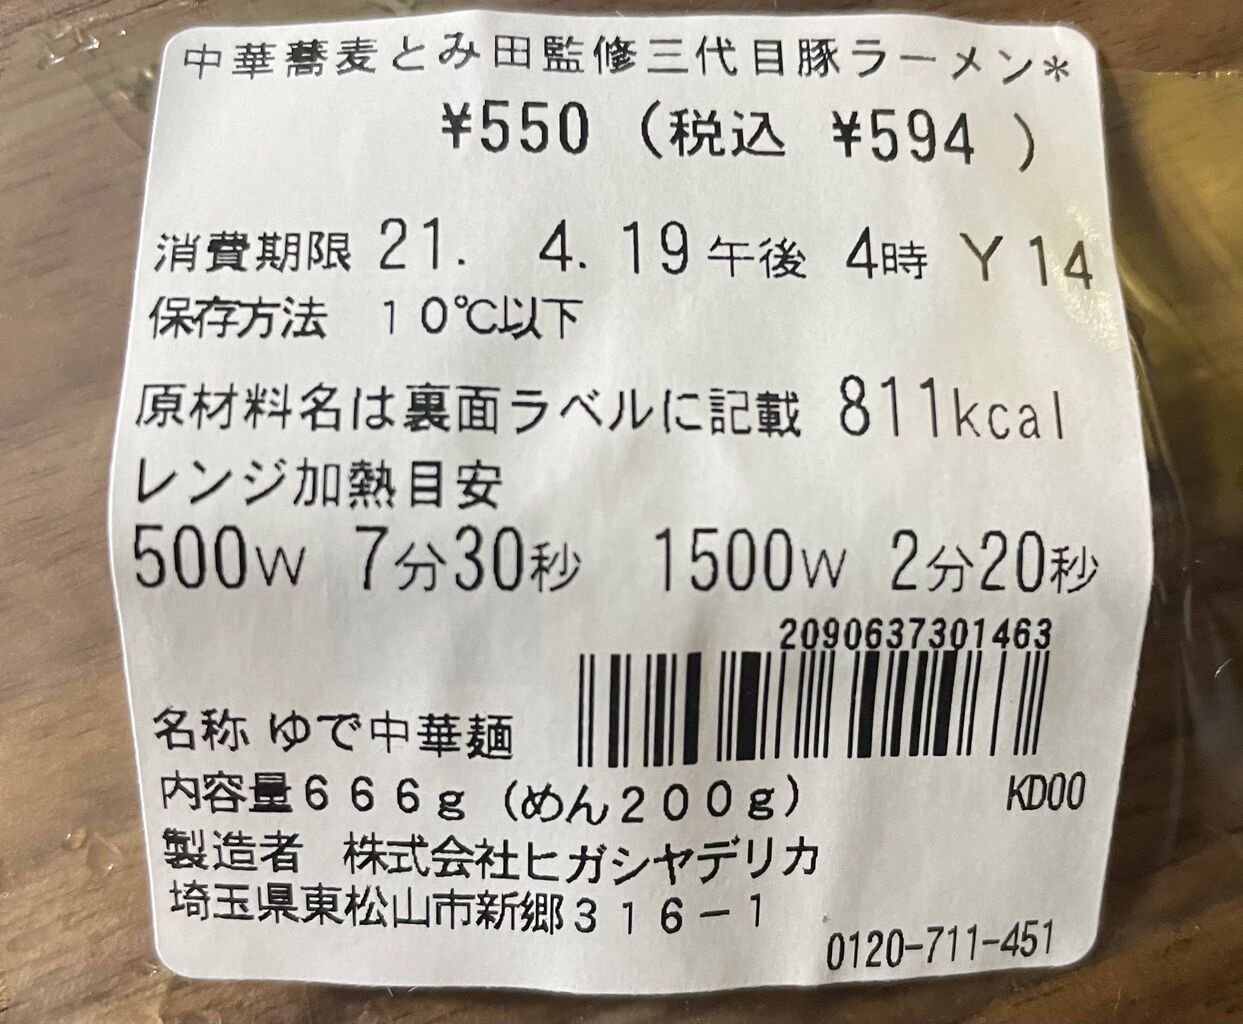 中華蕎麦とみ田監修三代目豚ラーメン*
¥550 (税込 ¥594 )
消費期限 21. 4. 19午後 4時 Y 14
保存方法 10℃以下
原材料名は裏面ラベルに記載 811kcal
レンジ加熱目安
500W 7分30秒 1500W 2分20秒
2090637301463
名称 ゆで中華麺
内容量666g (めん200g)
KD00
製造者 株式会社ヒガシヤデリカ
埼玉県東松山市新郷316-1
0120-711-451